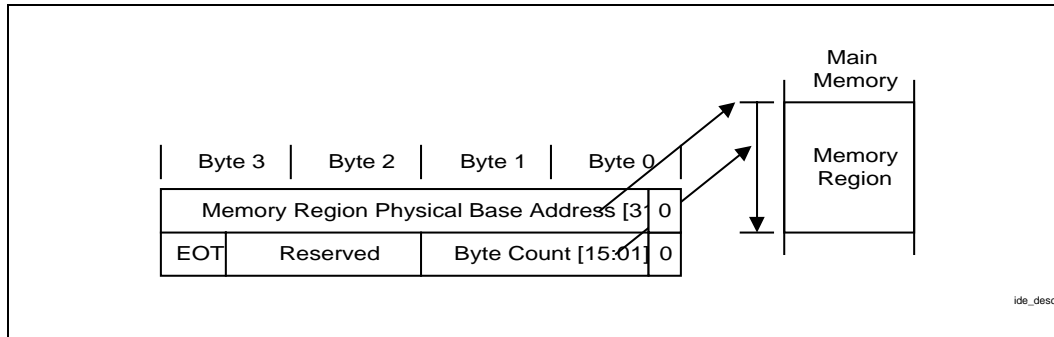 Main
Memory
Byte 3 Byte 2 Byte 1 Byte 0
Memory
Region
Memory Region Physical Base Address [31 0
EOT Reserved Byte Count [15:01] 0
ide_desc